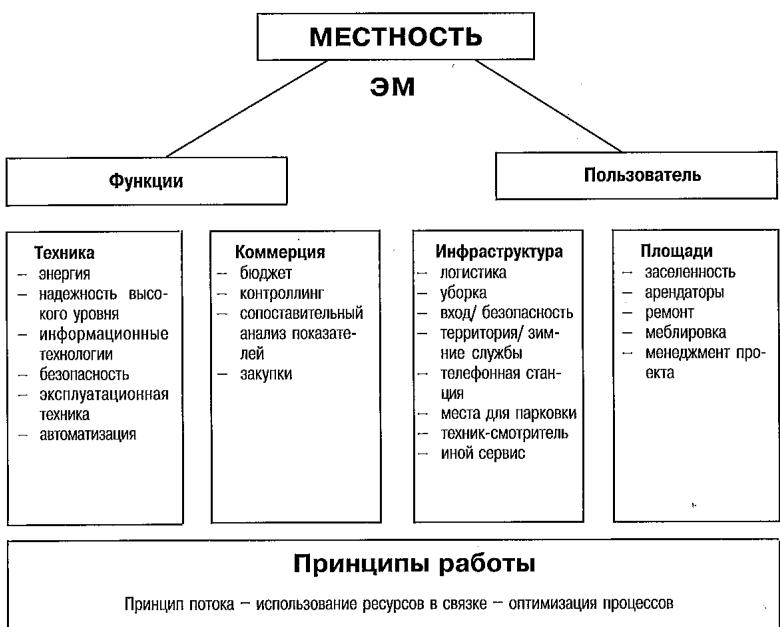 МЕСТНОСТЬ
ЭМ
Функции
Пользователь
Техника
– энергия
– надежность высо-
кого уровня
– информационные
технологии
– безопасность
– эксплуатационная
техника
– автоматизация
Коммерция
– бюджет
– контроллинг
– сопоставительный
анализ показате-
лей
– закупки
Инфраструктура
– логистика
– уборка
– вход/ безопасность
– территория/ зим-
ние службы
– телефонная стан-
ция
– места для парковки
– техник-смотритель
– иной сервис
Площади
– заселенность
– арендаторы
– ремонт
– меблировка
– менеджмент про-
екта
Принципы работы
Принцип потока – использование ресурсов в связке – оптимизация процессов